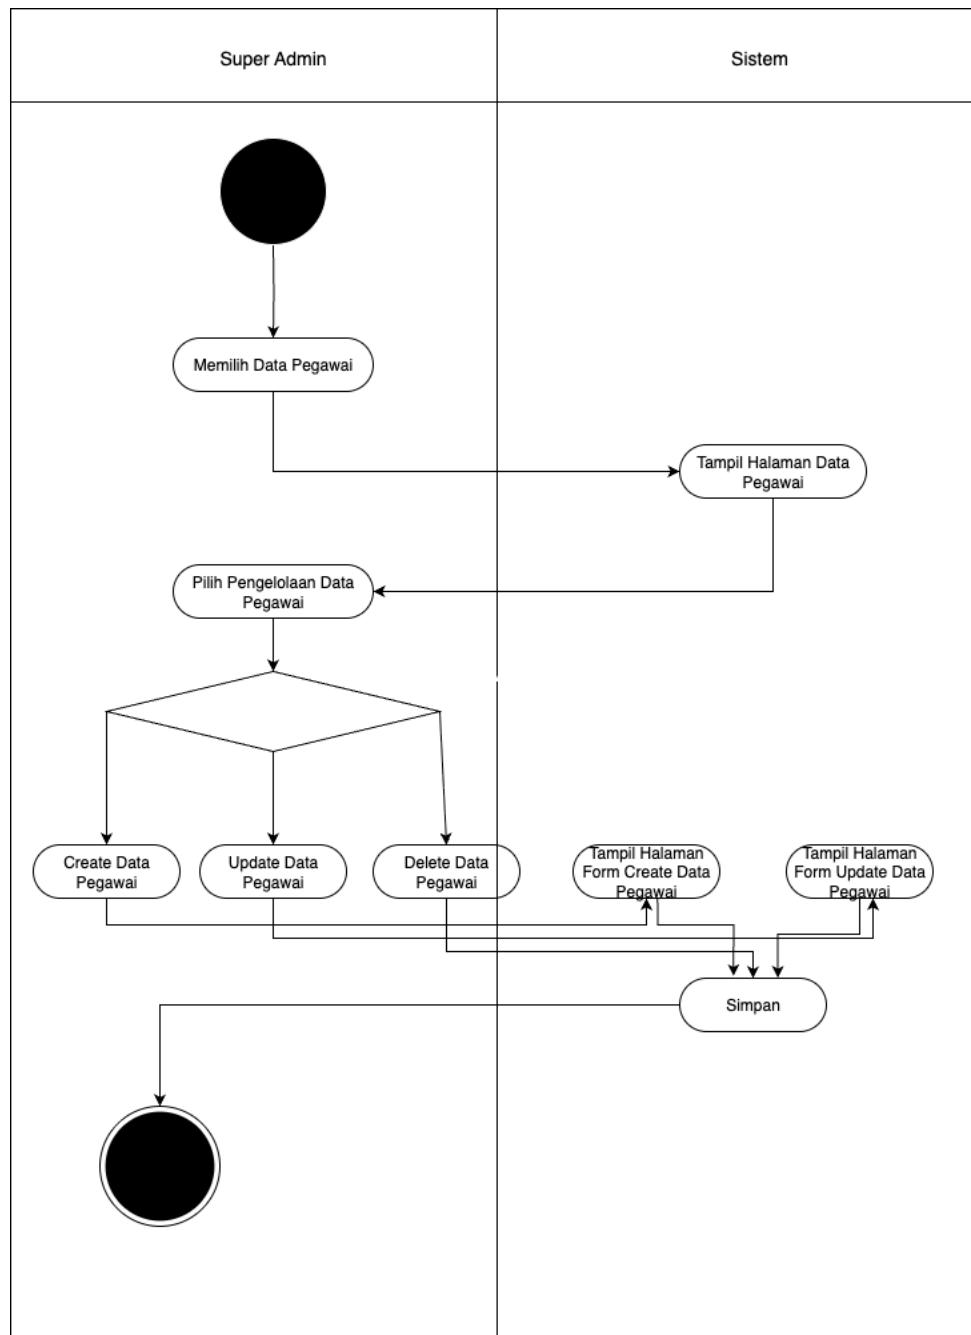 Super Admin
Sistem
Memilih Data Pegawai
Tampil Halaman Data
Pegawai
Pilih Pengelolaan Data
Pegawai
Create Data
Pegawai
Update Data
Pegawai
Delete Data
Pegawai
Tampil Halaman
Form Create Data
Pegawai
Tampil Halaman
Form Update Data
Pegawai
Simpan